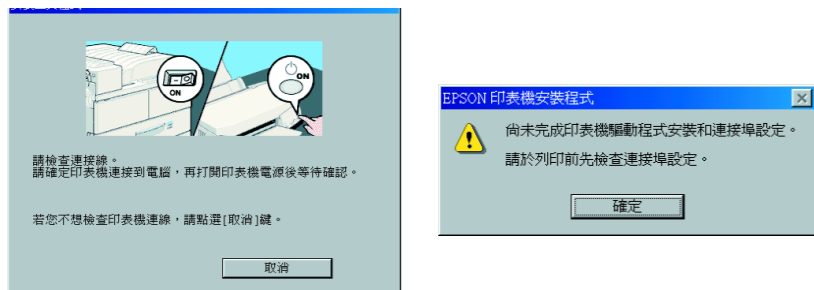 ON
ON
請檢查連接線。
請確定印表機連接到電腦，再打開印表機電源後等待確認。
若您不想檢查印表機連線，請點選[取消]鍵。
取消
EPSON 印表機安裝程式
尚未完成印表機驅動程式安裝和連接埠設定。
請於列印前先檢查連接埠設定。
確定